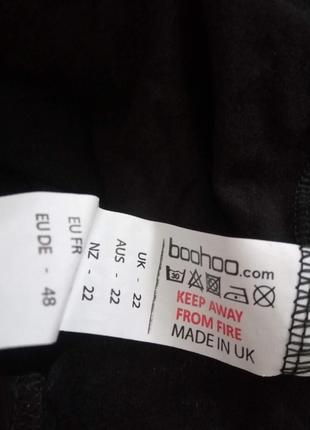 boohoo.com
30
KEEP AWAY
FROM FIRE
MADE IN UK
UK - 22
AUS - 22
NZ - 22
EU FR
EU DE - 48